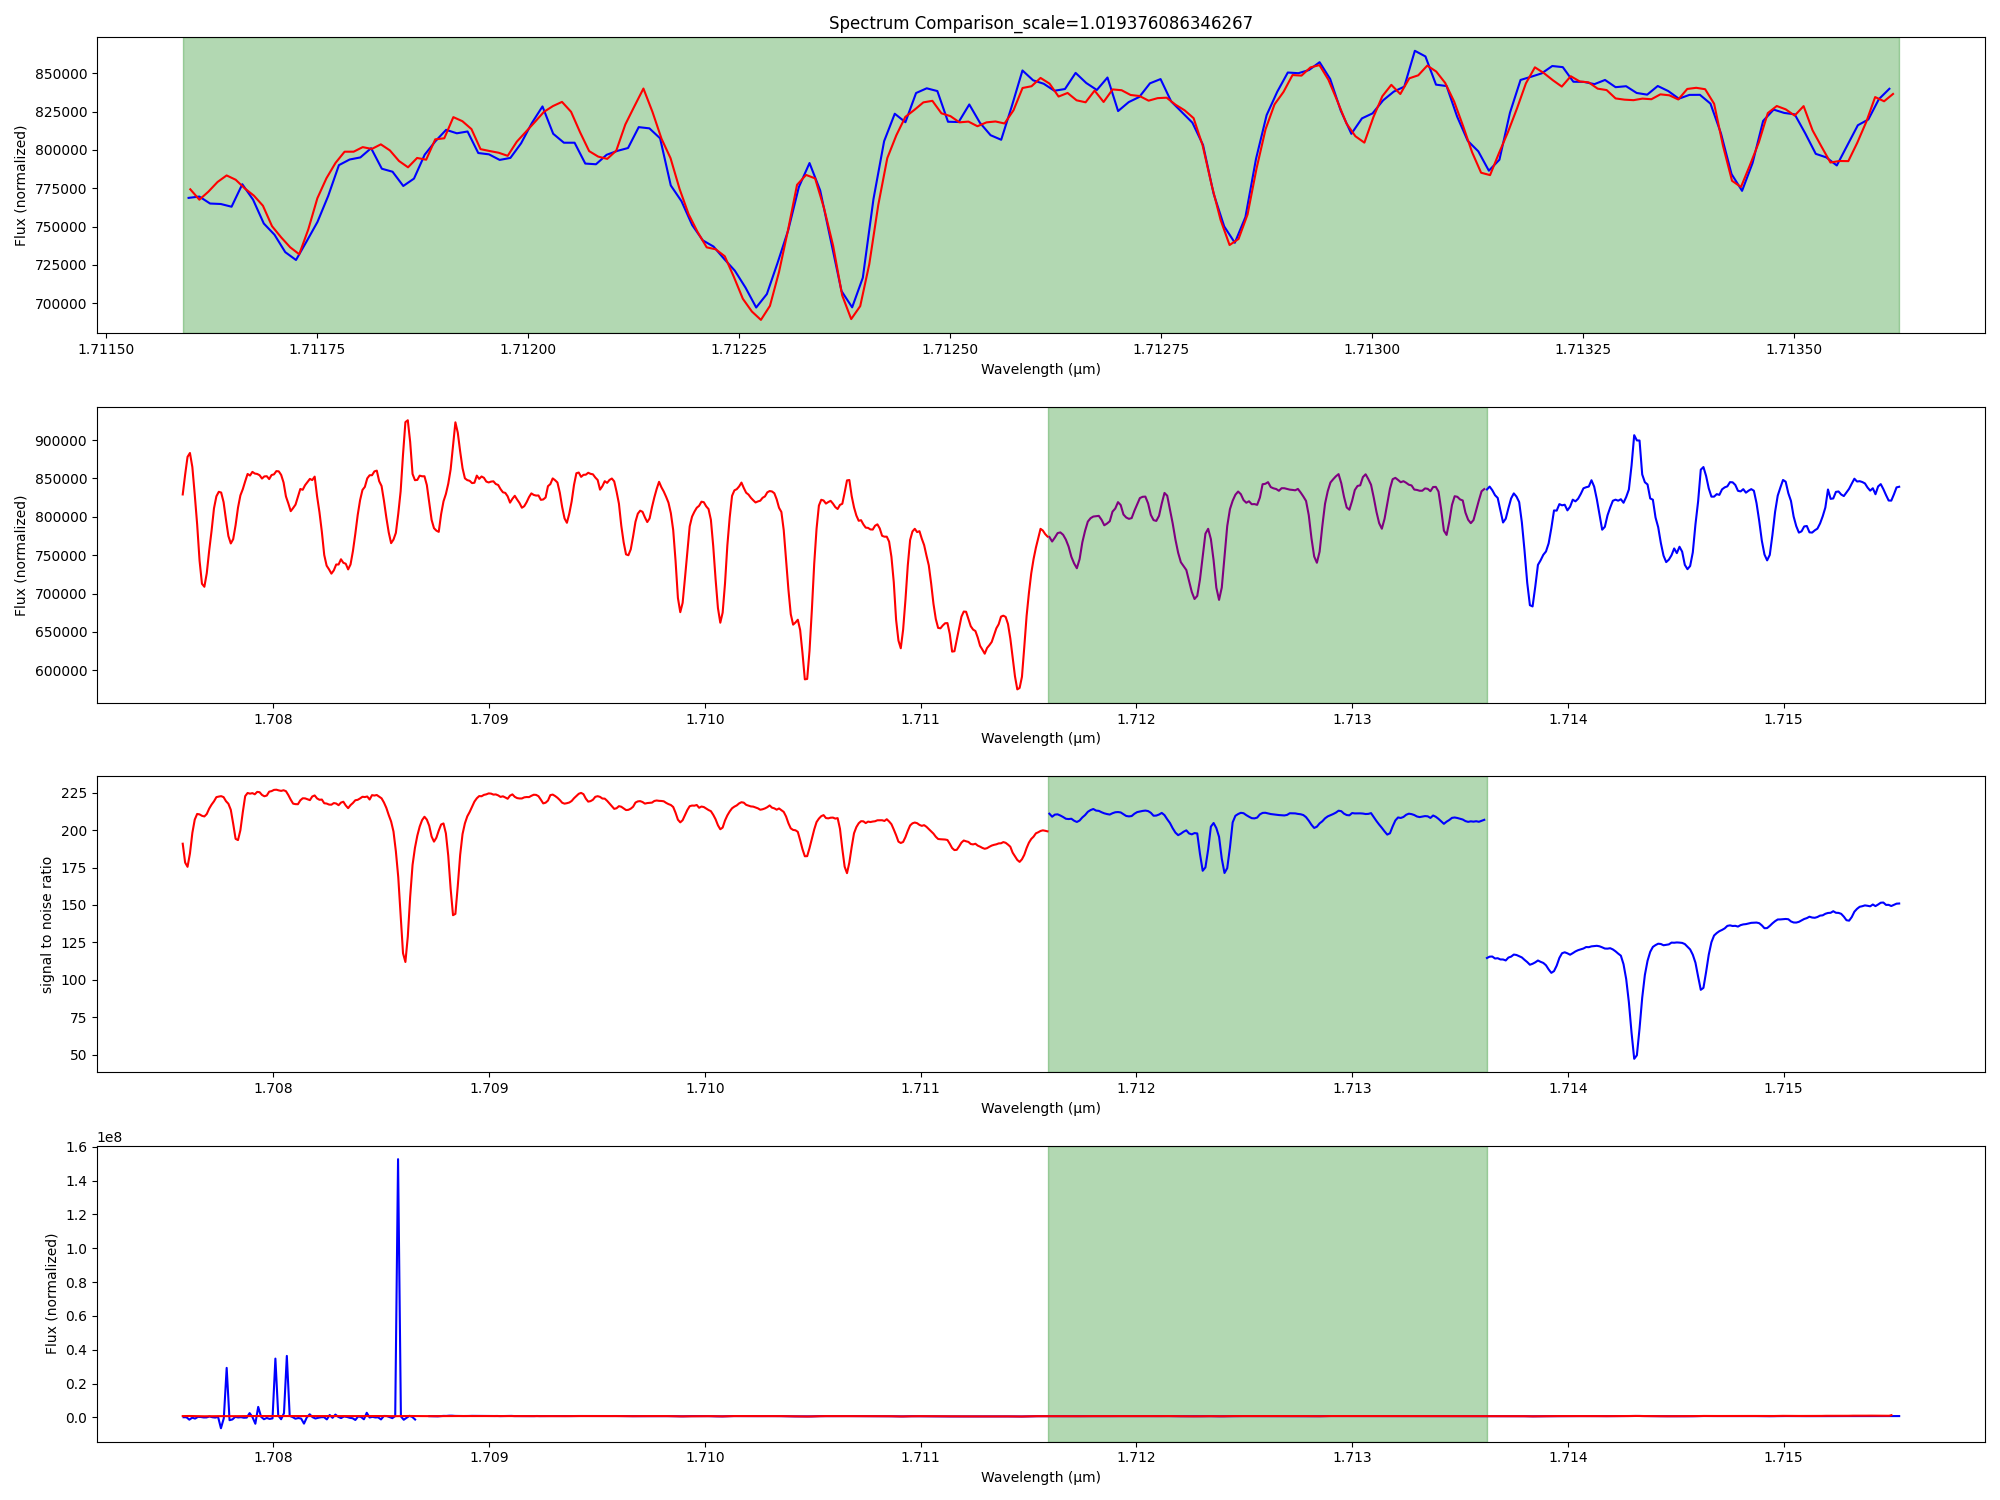 Spectrum Comparison_scale=1.019376086346267
Flux (normalized)
850000
825000
800000
775000
750000
725000
700000
1.71150 1.71175 1.71200 1.71225 1.71250 1.71275 1.71300 1.71325 1.71350
Wavelength (μm)
Flux (normalized)
900000
850000
800000
750000
700000
650000
600000
1.708 1.709 1.710 1.711 1.712 1.713 1.714 1.715
Wavelength (μm)
signal to noise ratio
225
200
175
150
125
100
75
50
1.708 1.709 1.710 1.711 1.712 1.713 1.714 1.715
Wavelength (μm)
1e8
Flux (normalized)
1.6
1.4
1.2
1.0
0.8
0.6
0.4
0.2
0.0
1.708 1.709 1.710 1.711 1.712 1.713 1.714 1.715
Wavelength (μm)